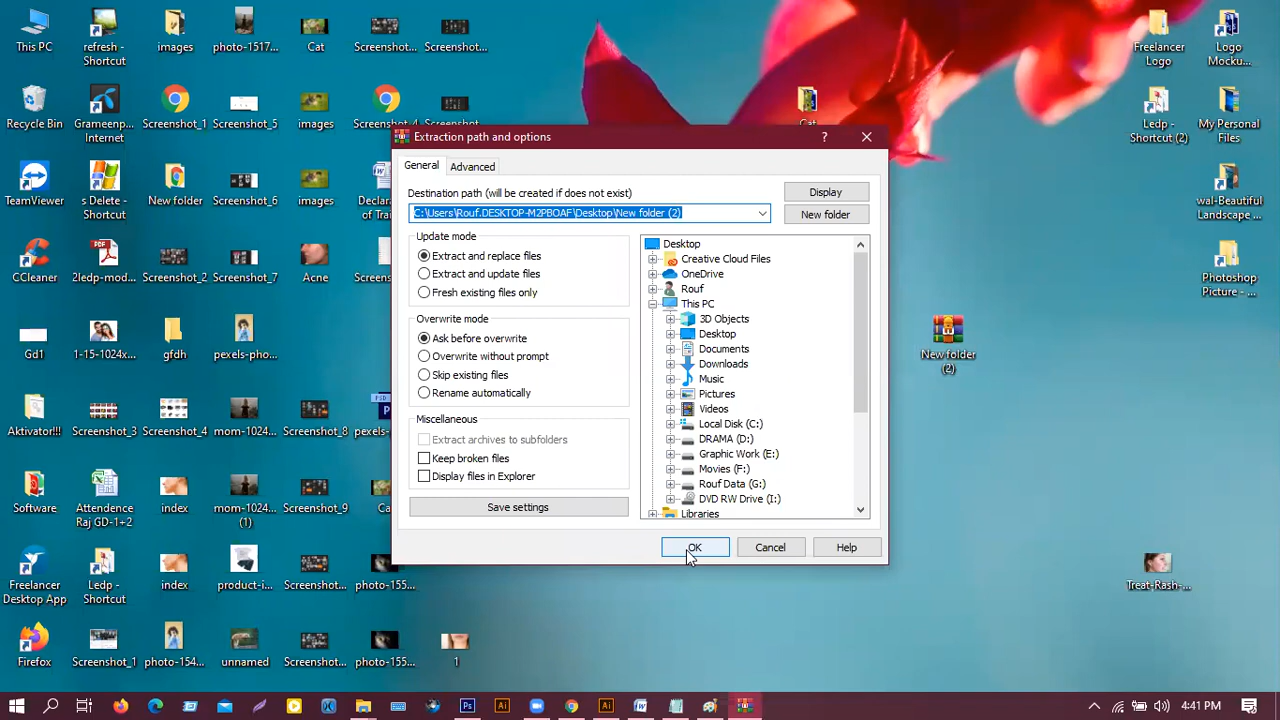 This PC
refresh -
Shortcut
images
photo-1517...
Cat
Screenshot...
Screenshot...
Freelancer
Logo
Logo
Mocku...
Recycle Bin
Grameenp...
Internet
Screenshot_1
Screenshot_5
images
Screenshot_4
Ledp -
Shortcut (2)
My Personal
Files
TeamViewer
s Delete -
Shortcut
New folder
Screenshot_6
images
wal-Beautiful
Landscape ...
CCleaner
2ledp-mod...
Screenshot_2
Screenshot_7
Acne
Photoshop
Picture - ...
Gd1
1-15-1024x...
gfdh
pexels-pho...
New folder
(2)
Aktivator!!!
Screenshot_3
Screenshot_4
mom-1024...
Screenshot_8
Software
Attendence
Raj GD-1+2
index
mom-1024...
(1)
Screenshot_9
Freelancer
Desktop App
Ledp -
Shortcut
index
product-i...
Screenshot...
photo-155...
Treat-Rash-...
Firefox
Screenshot_1
photo-154...
unnamed
Screenshot...
photo-155...
1
Extraction path and options
?
General
Advanced
Destination path (will be created if does not exist)
Display
C:\Users\Rouf.DESKTOP-M2PBOAF\Desktop\New folder (2)
New folder
Update mode
Extract and replace files
Extract and update files
Fresh existing files only
Overwrite mode
Ask before overwrite
Overwrite without prompt
Skip existing files
Rename automatically
Miscellaneous
Extract archives to subfolders
Keep broken files
Display files in Explorer
Save settings
Desktop
Creative Cloud Files
OneDrive
Rouf
This PC
3D Objects
Desktop
Documents
Downloads
Music
Pictures
Videos
Local Disk (C:)
DRAMA (D:)
Graphic Work (E:)
Movies (F:)
Rouf Data (G:)
DVD RW Drive (I:)
Libraries
OK
Cancel
Help
4:41 PM